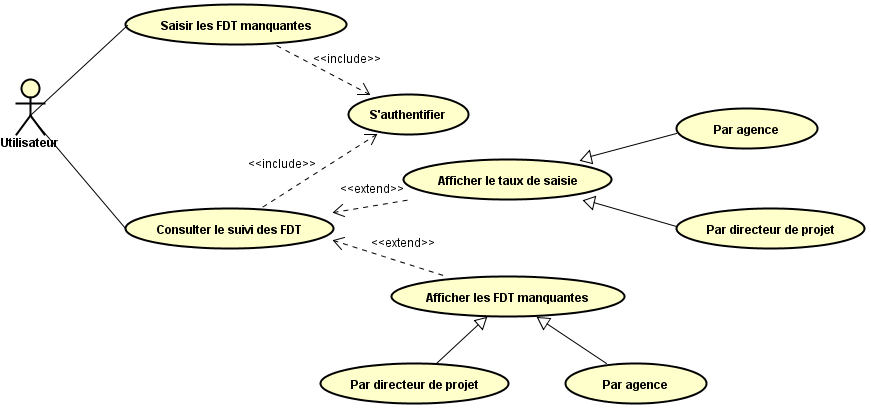 Saisir les FDT manquantes
<<include>>
S'authentifier
Utilisateur
Par agence
<<include>>
Afficher le taux de saisie
<<extend>>
Consulter le suivi des FDT
Par directeur de projet
<<extend>>
Afficher les FDT manquantes
Par directeur de projet
Par agence